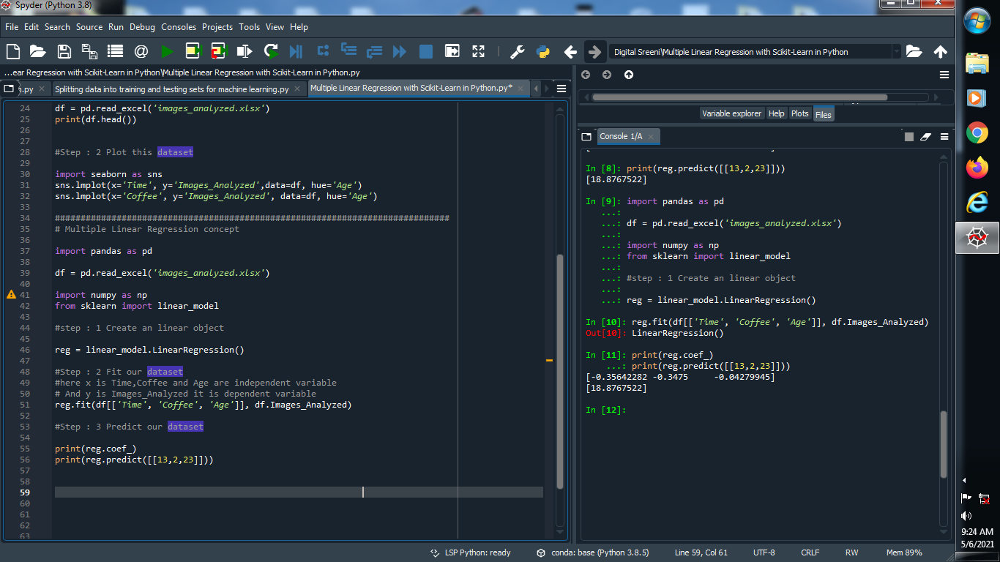 Spyder (Python 3.8)
File Edit Search Source Run Debug Consoles Projects Tools View Help
Digital Sreeni\Multiple Linear Regression with Scikit-Learn in Python
...ear Regression with Scikit-Learn in Python\Multiple Linear Regression with Scikit-Learn in Python.py
n.py Splitting data into training and testing sets for machine learning.py Multiple Linear Regression with Scikit-Learn in Python.py*
24 df = pd.read_excel('images_analyzed.xlsx')
25 print(df.head())
26
27
28 #Step : 2 Plot this dataset
29
30 import seaborn as sns
31 sns.lmplot(x='Time', y='Images_Analyzed',data=df, hue='Age')
32 sns.lmplot(x='Coffee', y='Images_Analyzed', data=df, hue='Age')
33
34 #############################################################################
35 # Multiple Linear Regression concept
36
37 import pandas as pd
38
39 df = pd.read_excel('images_analyzed.xlsx')
40
41 import numpy as np
42 from sklearn import linear_model
43
44 #step : 1 Create an linear object
45
46 reg = linear_model.LinearRegression()
47
48 #Step : 2 Fit our dataset
49 #here x is Time,Coffee and Age are independent variable
50 # And y is Images_Analyzed it is dependent variable
51 reg.fit(df[['Time', 'Coffee', 'Age']], df.Images_Analyzed)
52
53 #Step : 3 Predict our dataset
54
55 print(reg.coef_)
56 print(reg.predict([[13,2,23]]))
57
58
59
60
61
62
63
Variable explorer Help Plots Files
Console 1/A
In [8]: print(reg.predict([[13,2,23]]))
[18.8767522]
In [9]: import pandas as pd
...:
...: df = pd.read_excel('images_analyzed.xlsx')
...:
...: import numpy as np
...: from sklearn import linear_model
...:
...: #step : 1 Create an linear object
...:
...: reg = linear_model.LinearRegression()
In [10]: reg.fit(df[['Time', 'Coffee', 'Age']], df.Images_Analyzed)
Out[10]: LinearRegression()
In [11]: print(reg.coef_)
...: print(reg.predict([[13,2,23]]))
[-0.35642282 -0.3475 -0.04279945]
[18.8767522]
In [12]:
LSP Python: ready conda: base (Python 3.8.5) Line 59, Col 61 UTF-8 CRLF RW Mem 89%
9:24 AM
5/6/2021